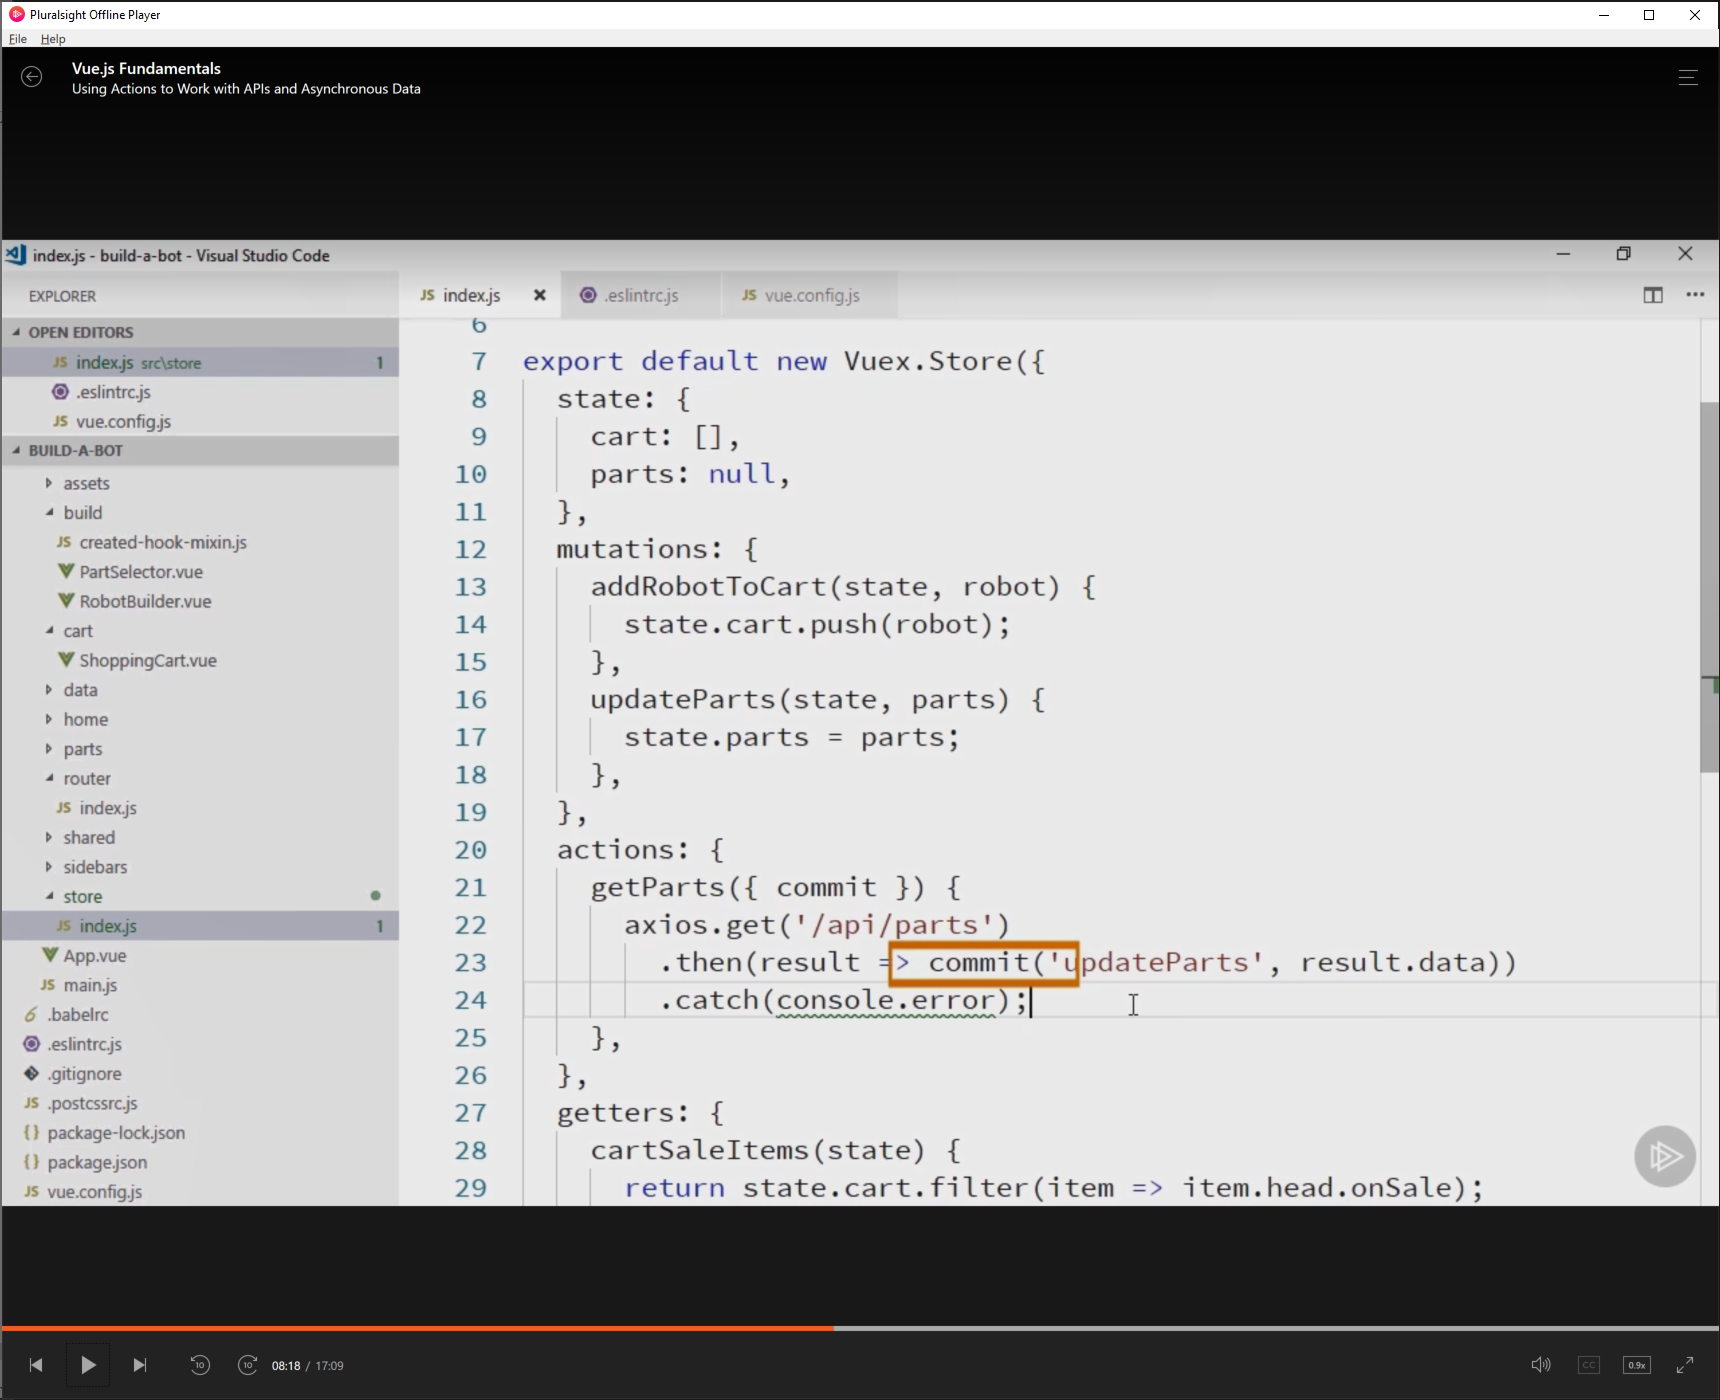 Pluralsight Offline Player
File Help
Vue.js Fundamentals
Using Actions to Work with APIs and Asynchronous Data
index.js - build-a-bot - Visual Studio Code
EXPLORER
OPEN EDITORS
JS index.js src\store 1
.eslintrc.js
JS vue.config.js
BUILD-A-BOT
assets
build
JS created-hook-mixin.js
PartSelector.vue
RobotBuilder.vue
cart
ShoppingCart.vue
data
home
parts
router
JS index.js
shared
sidebars
store
JS index.js 1
App.vue
JS main.js
.babelrc
.eslintrc.js
.gitignore
JS .postcssrc.js
{} package-lock.json
{} package.json
JS vue.config.js
JS index.js
.eslintrc.js
JS vue.config.js
6
7 export default new Vuex.Store({
8 state: {
9 cart: [],
10 parts: null,
11 },
12 mutations: {
13 addRobotToCart(state, robot) {
14 state.cart.push(robot);
15 },
16 updateParts(state, parts) {
17 state.parts = parts;
18 },
19 },
20 actions: {
21 getParts({ commit }) {
22 axios.get('/api/parts')
23 .then(result => commit('updateParts', result.data))
24 .catch(console.error);
25 },
26 },
27 getters: {
28 cartSaleItems(state) {
29 return state.cart.filter(item => item.head.onSale);
10
10
08:18 / 17:09
CC
0.9x